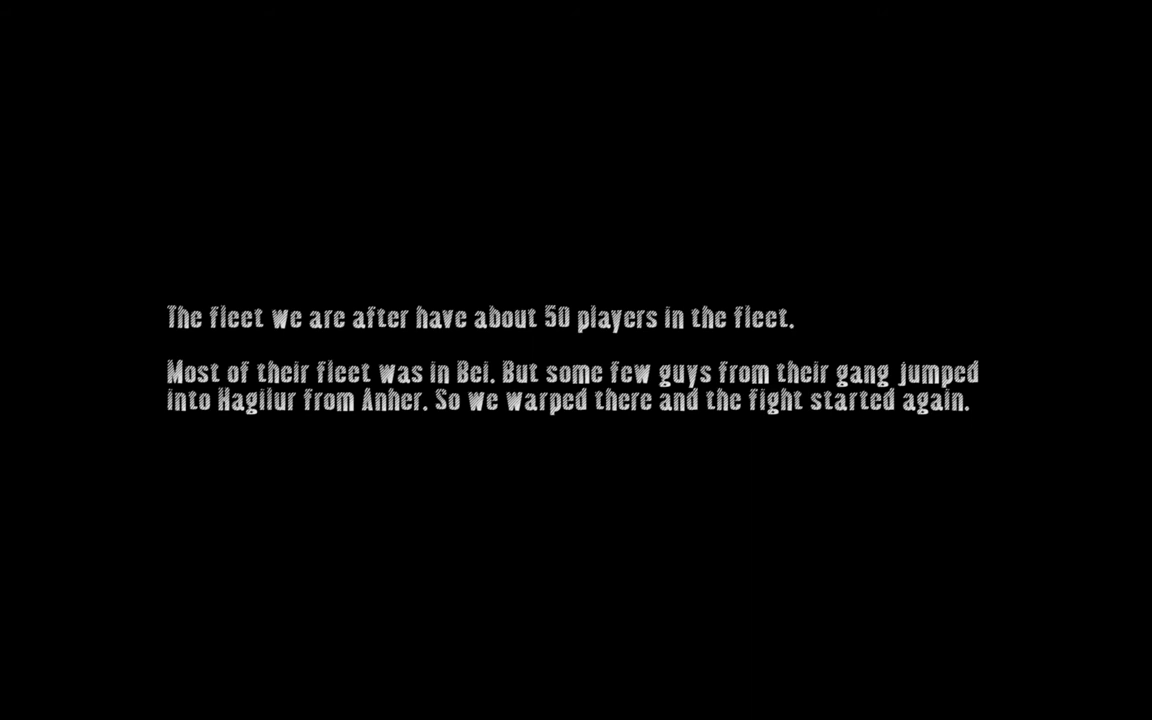 The fleet we are after have about 50 players in the fleet.
Most of their fleet was in Bei. But some few guys from their gang jumped
into Hagilur from Anher. So we warped there and the fight started again.